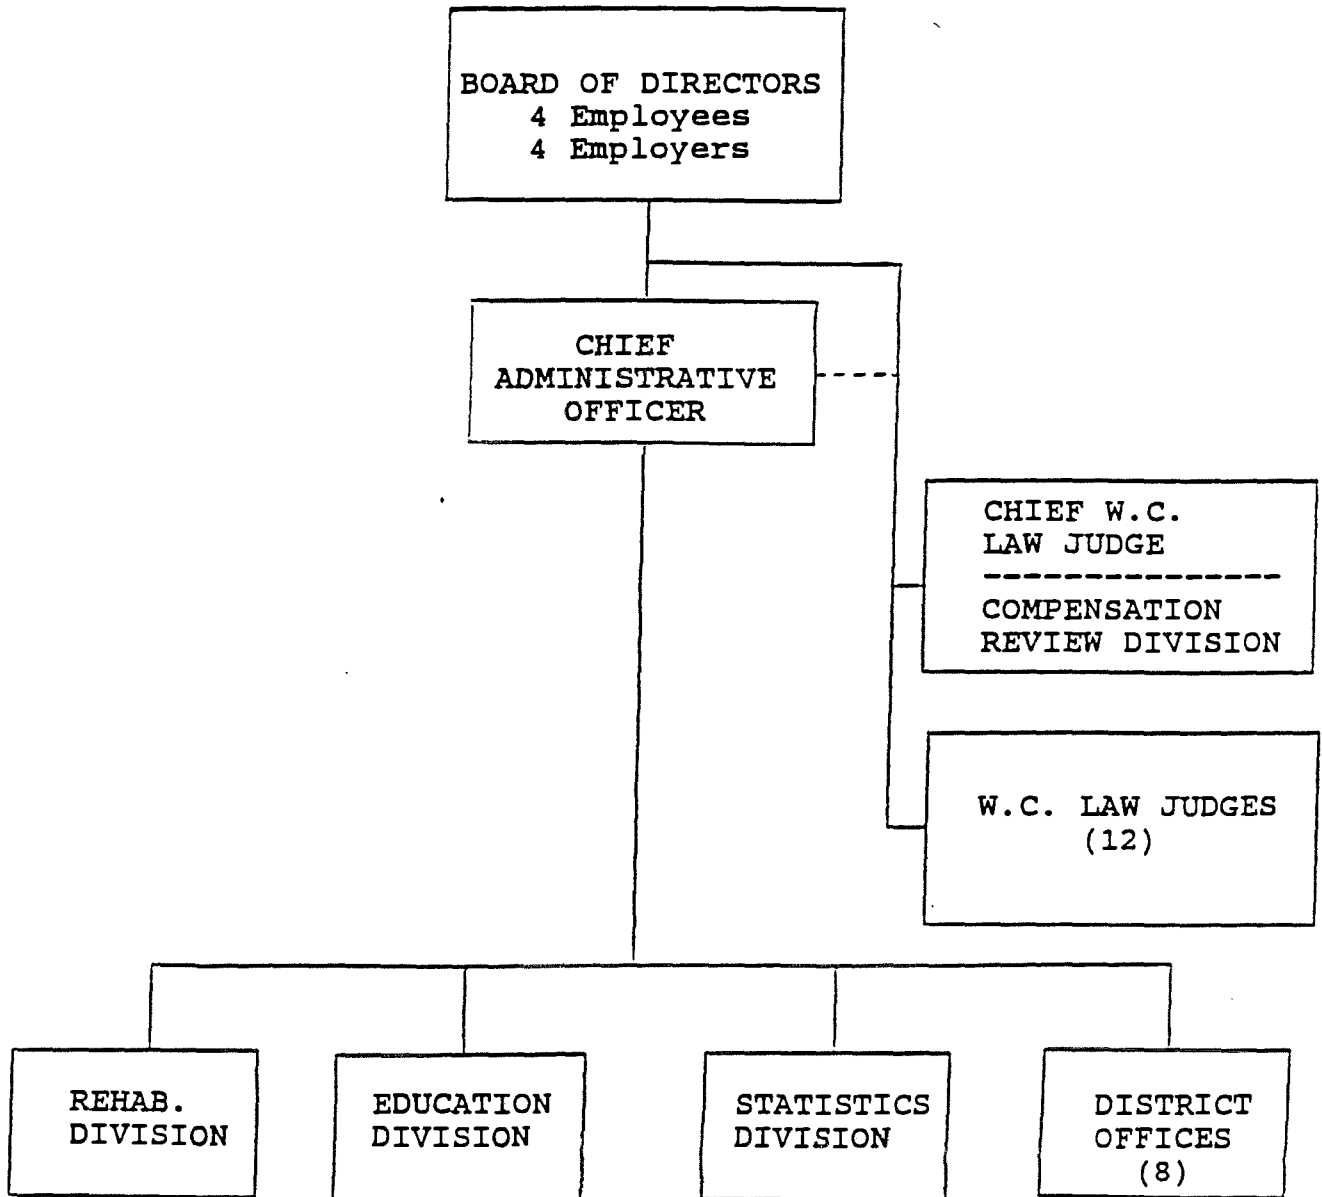 BOARD OF DIRECTORS
4 Employees
4 Employers
CHIEF
ADMINISTRATIVE
OFFICER
CHIEF W.C.
LAW JUDGE
COMPENSATION
REVIEW DIVISION
W.C. LAW JUDGES
(12)
REHAB.
DIVISION
EDUCATION
DIVISION
STATISTICS
DIVISION
DISTRICT
OFFICES
(8)